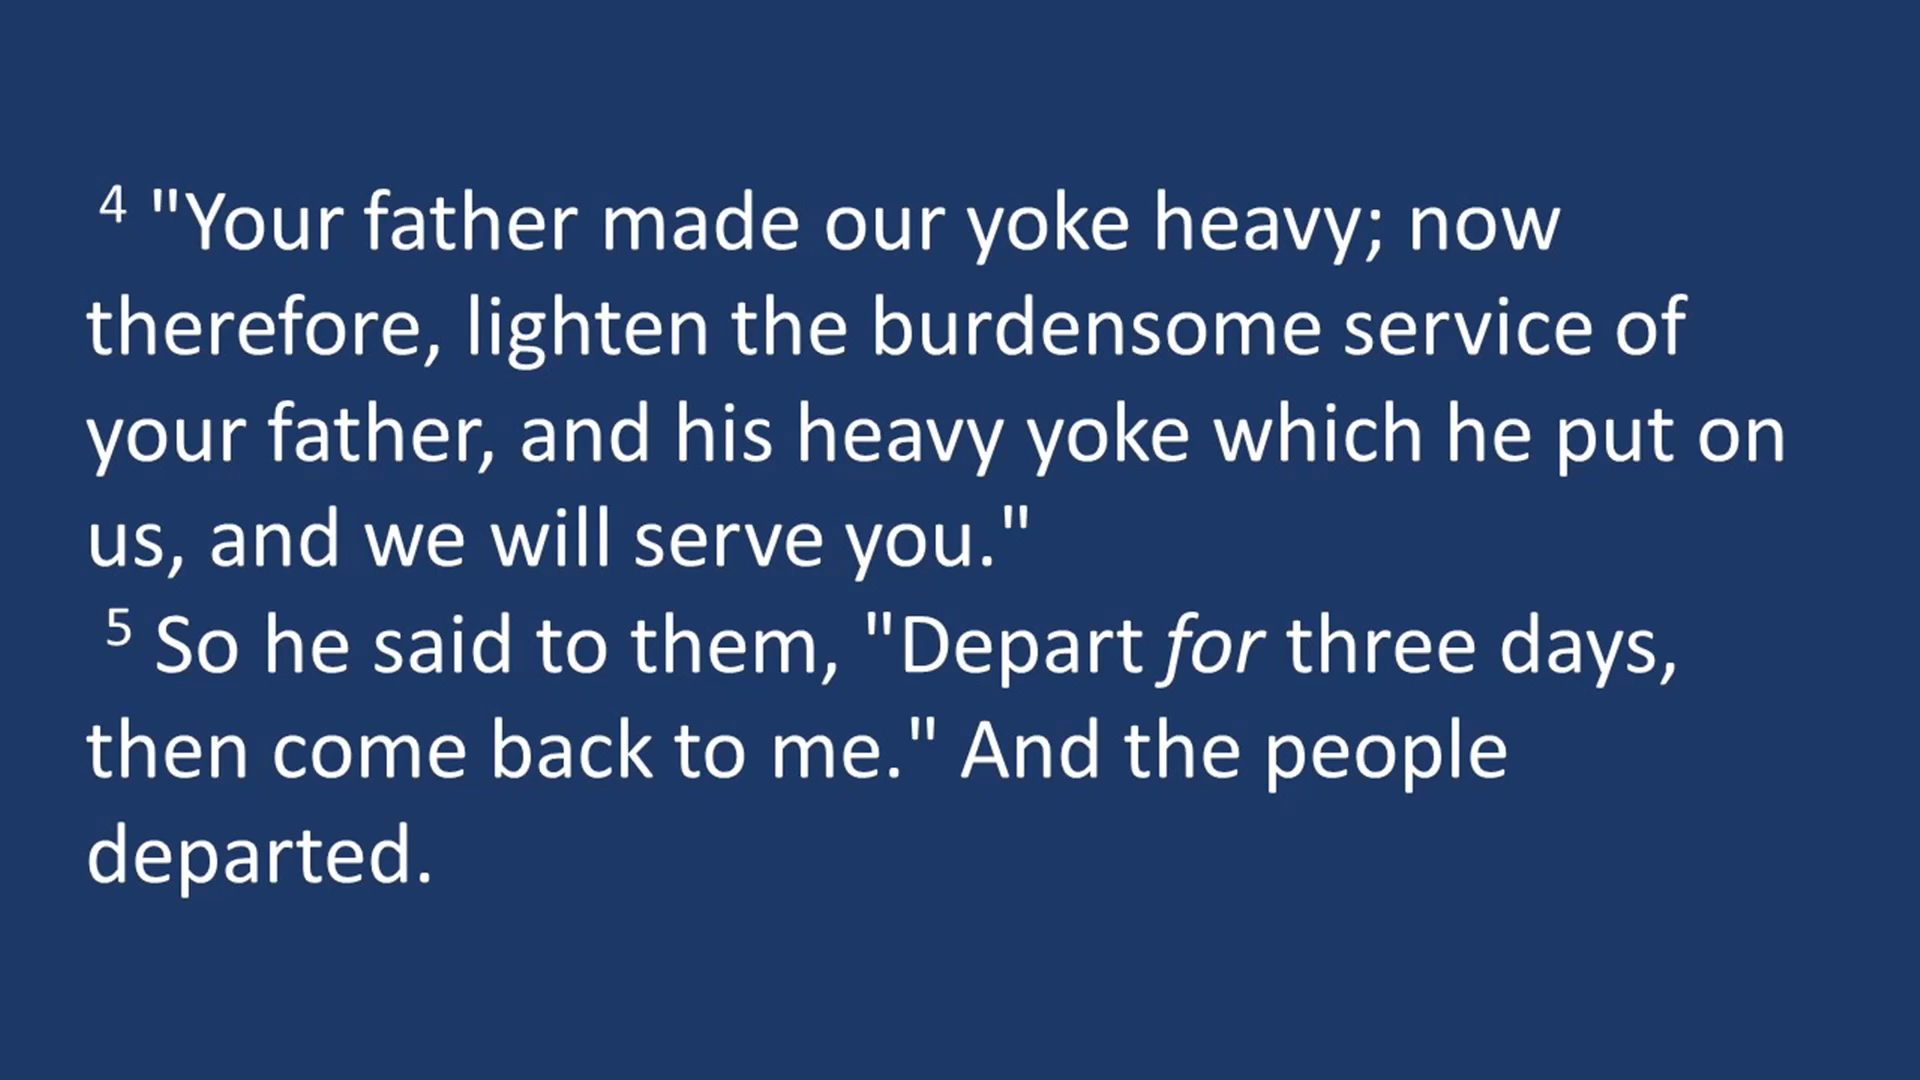 4 "Your father made our yoke heavy; now
therefore, lighten the burdensome service of
your father, and his heavy yoke which he put on
us, and we will serve you."
5 So he said to them, "Depart for three days,
then come back to me." And the people
departed.